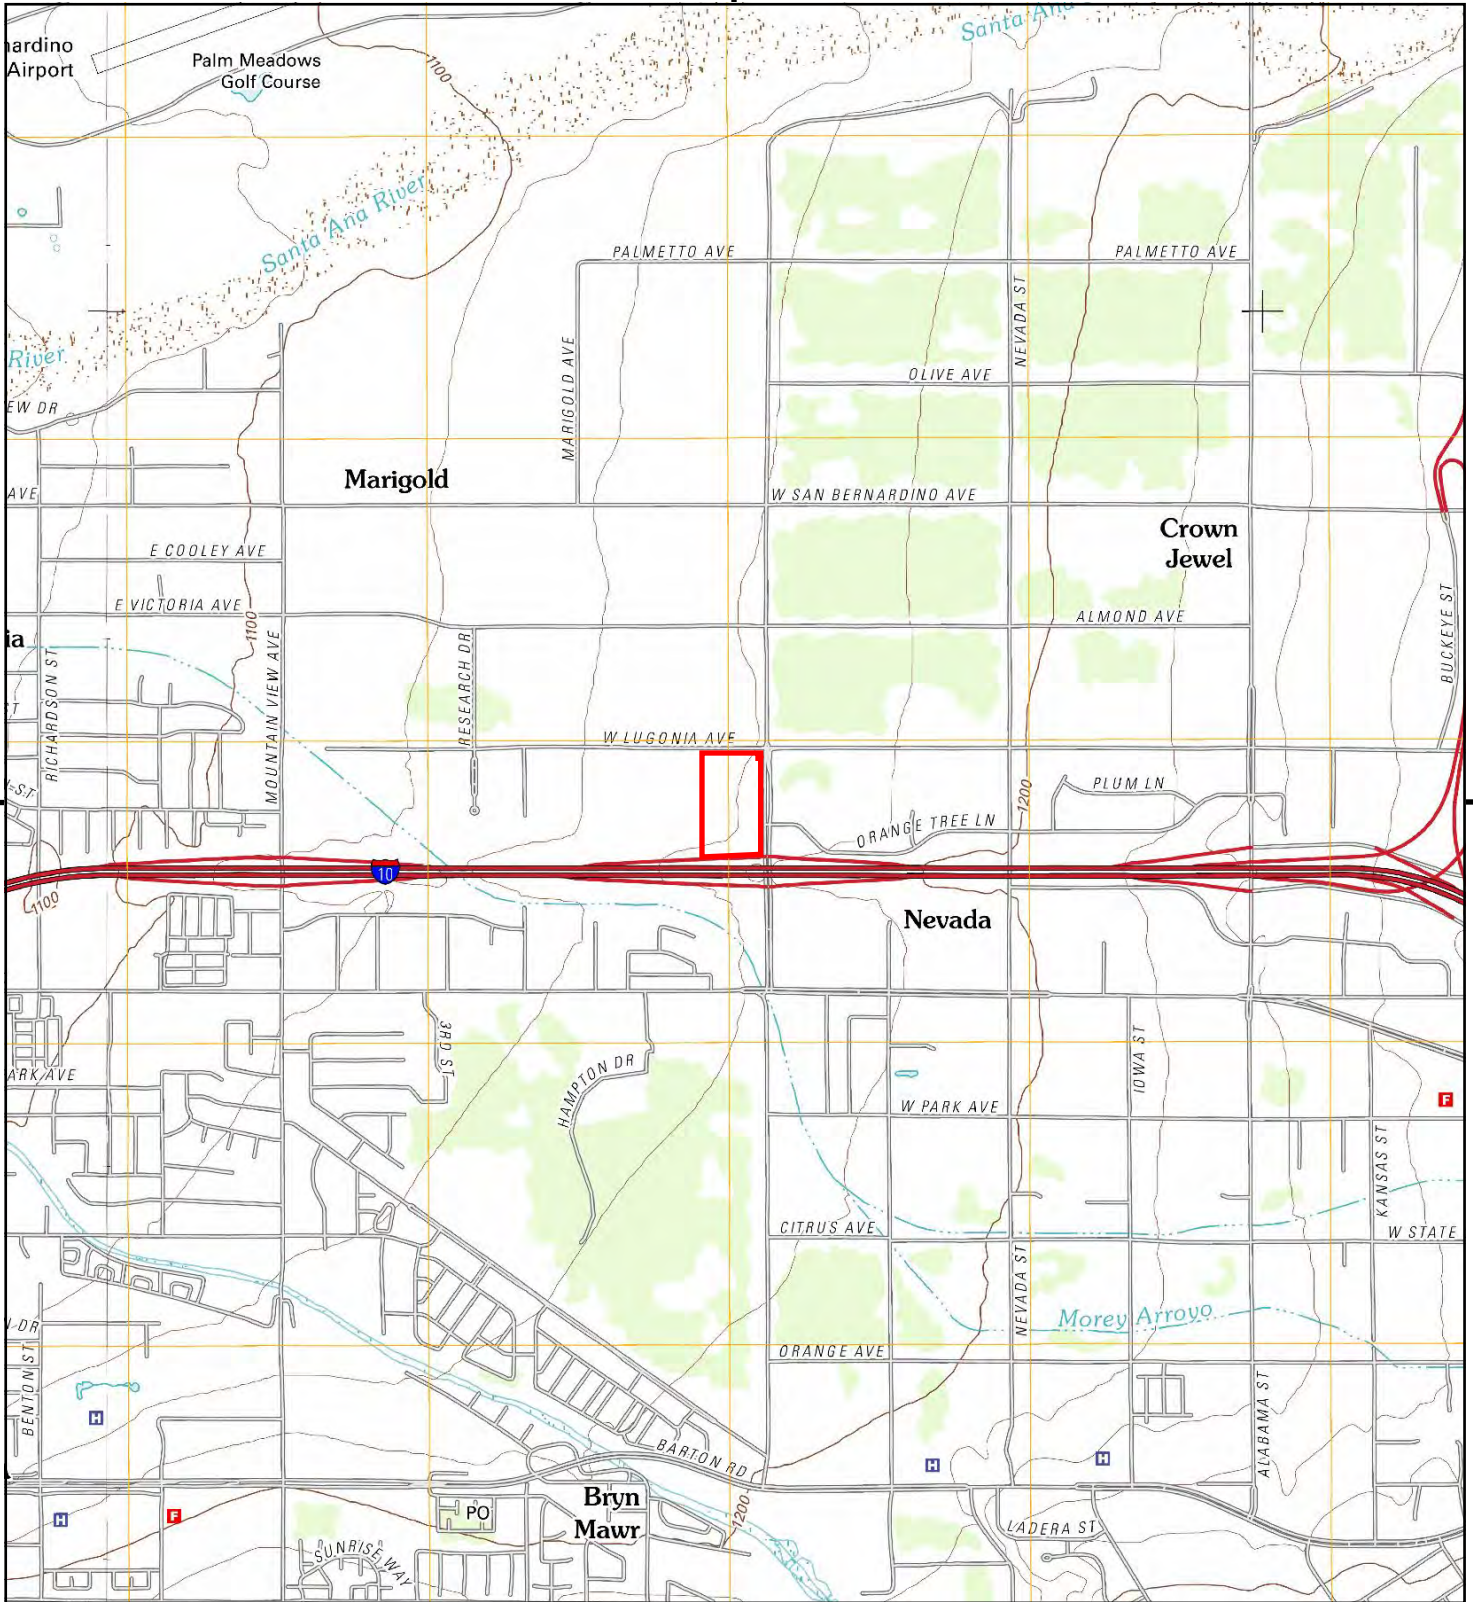 Santa Ana
nardino
Airport
Palm Meadows
Golf Course
1100
Santa Ana River
PALMETTO AVE
PALMETTO AVE
NEVADA ST
MARIGOLD AVE
River
OLIVE AVE
EW DR
Marigold
AVE
W SAN BERNARDINO AVE
Crown
Jewel
E COOLEY AVE
E VICTORIA AVE
1100
ALMOND AVE
BUCKEYE ST
ia
RICHARDSON ST
MOUNTAIN VIEW AVE
RESEARCH DR
ST
W LUGONIA AVE
N ST
1200
PLUM LN
ORANGE TREE LN
10
1100
Nevada
3RD ST
HAMPTON DR
IOWA ST
ARK AVE
W PARK AVE
F
KANSAS ST
CITRUS AVE
W STATE
NEVADA ST
Morey Arroyo
N DR
ORANGE AVE
BENTON ST
H
ALABAMA ST
BARTON RD
H
H
Bryn
Mawr
PO
1200
H
F
LADERA ST
SUNRISE WAY